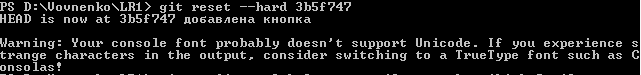 PS D:\Vovnenko\LR1> git reset --hard 3b5f747
HEAD is now at 3b5f747 добавлена кнопка
Warning: Your console font probably doesn't support Unicode. If you experience s
trange characters in the output, consider switching to a TrueType font such as C
onsolas!